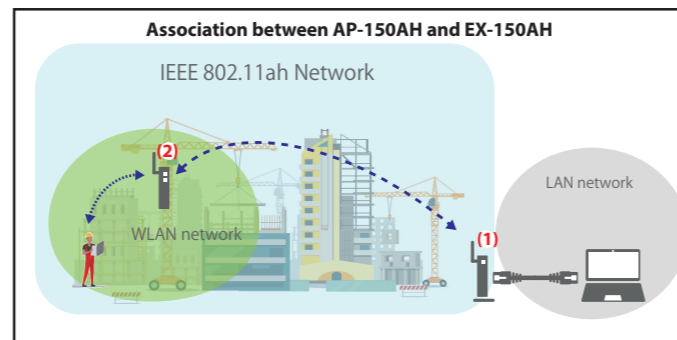 Association between AP-150AH and EX-150AH
IEEE 802.11ah Network
(2)
LAN network
WLAN network
(1)